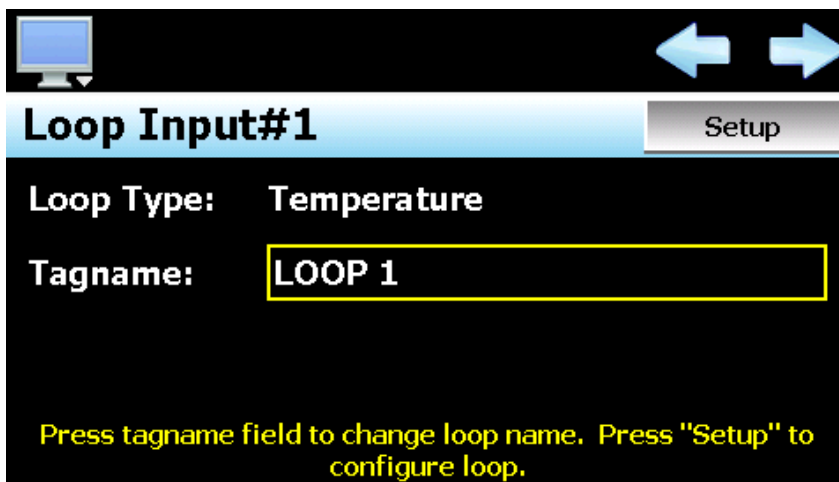 Loop Input#1
Setup
Loop Type: Temperature
Tagname: LOOP 1
Press tagname field to change loop name. Press "Setup" to
configure loop.